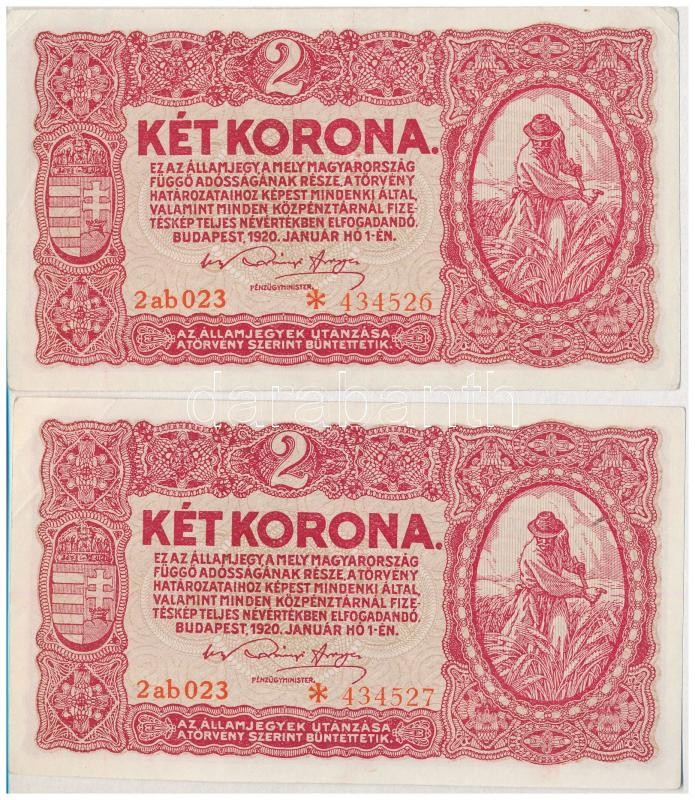 2
KÉT KORONA.
EZ AZ ÁLLAMJEGY, A MELY MAGYARORSZÁG
FÜGGŐ ADÓSSÁGÁNAK RÉSZE, A TÖRVÉNY
HATÁROZATAIHOZ KÉPEST MINDENKI ÁLTAL,
VALAMINT MINDEN KÖZPÉNZTÁRNÁL FIZE-
TÉSKÉP TELJES NÉVÉRTÉKBEN ELFOGADANDÓ.
BUDAPEST, 1920. JANUÁR HÓ 1-ÉN.
PÉNZÜGYMINISTER.
2ab023 * 434526
AZ ÁLLAMJEGYEK UTÁNZÁSA
A TÖRVÉNY SZERINT BÜNTETTETIK.
darabanth
2
KÉT KORONA.
EZ AZ ÁLLAMJEGY, A MELY MAGYARORSZÁG
FÜGGŐ ADÓSSÁGÁNAK RÉSZE, A TÖRVÉNY
HATÁROZATAIHOZ KÉPEST MINDENKI ÁLTAL,
VALAMINT MINDEN KÖZPÉNZTÁRNÁL FIZE-
TÉSKÉP TELJES NÉVÉRTÉKBEN ELFOGADANDÓ.
BUDAPEST, 1920. JANUÁR HÓ 1-ÉN.
PÉNZÜGYMINISTER.
2ab023 * 434527
AZ ÁLLAMJEGYEK UTÁNZÁSA
A TÖRVÉNY SZERINT BÜNTETTETIK.